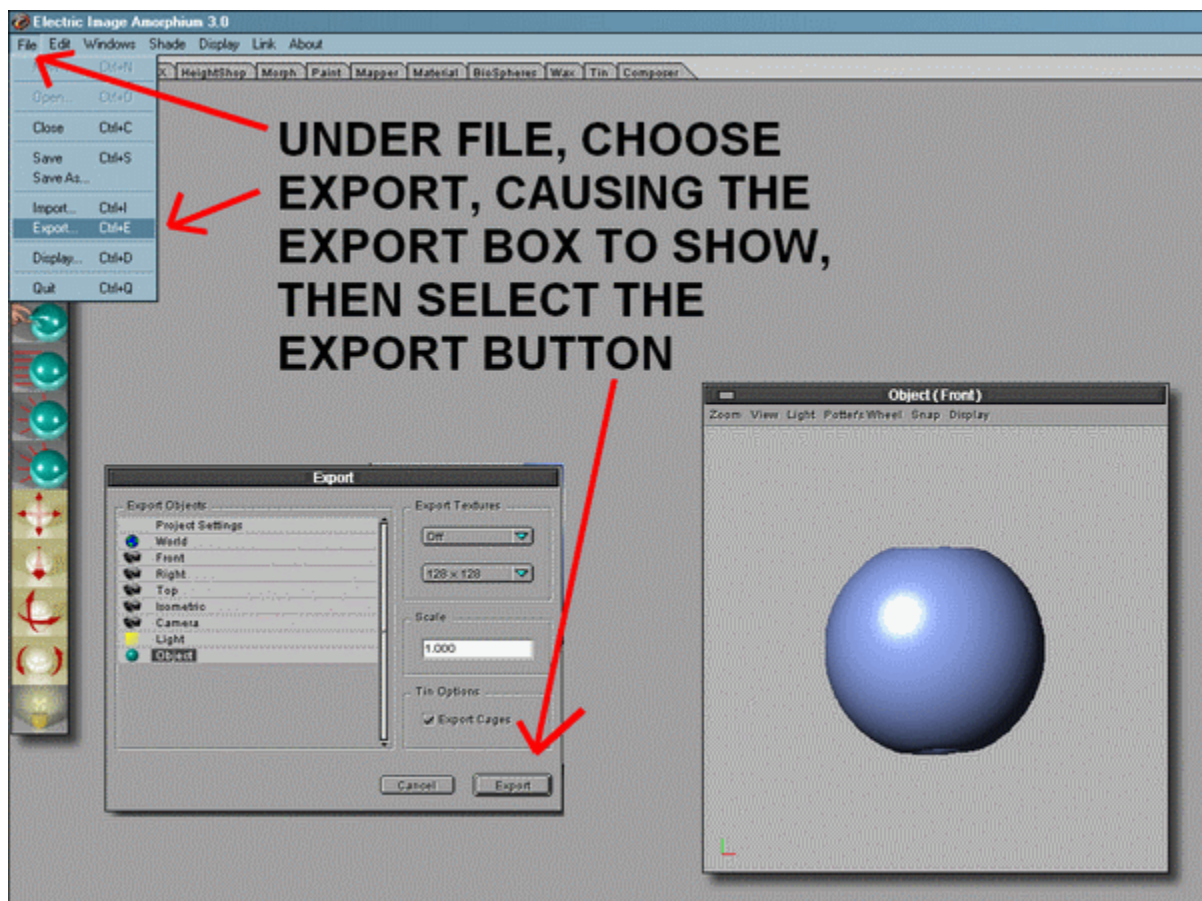 Electric Image Amorphium 3.0
File Edit Windows Shade Display Link About
Ctrl+N
HeightShop Morph Paint Mapper Material BioSpheres Wax Tin Composer
Open... Ctrl+O
Close Ctrl+C
Save Ctrl+S
Save As...
Import... Ctrl+I
Export... Ctrl+E
Display... Ctrl+D
Quit Ctrl+Q
UNDER FILE, CHOOSE
EXPORT, CAUSING THE
EXPORT BOX TO SHOW,
THEN SELECT THE
EXPORT BUTTON
Export
Export Objects
Project Settings
World
Front
Right
Top
Isometric
Camera
Light
Object
Export Textures
Off
128 x 128
Scale
1.000
Tin Options
Export Cages
Cancel Export
Object (Front)
Zoom View Light Potter's Wheel Snap Display